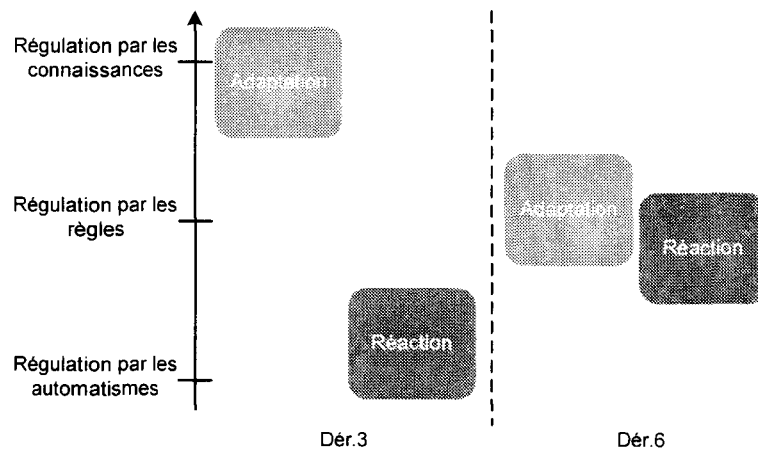 Régulation par les
connaissances
Adaptation
Régulation par les
règles
Adaptation
Réaction
Régulation par les
automatismes
Réaction
Dér.3
Dér.6